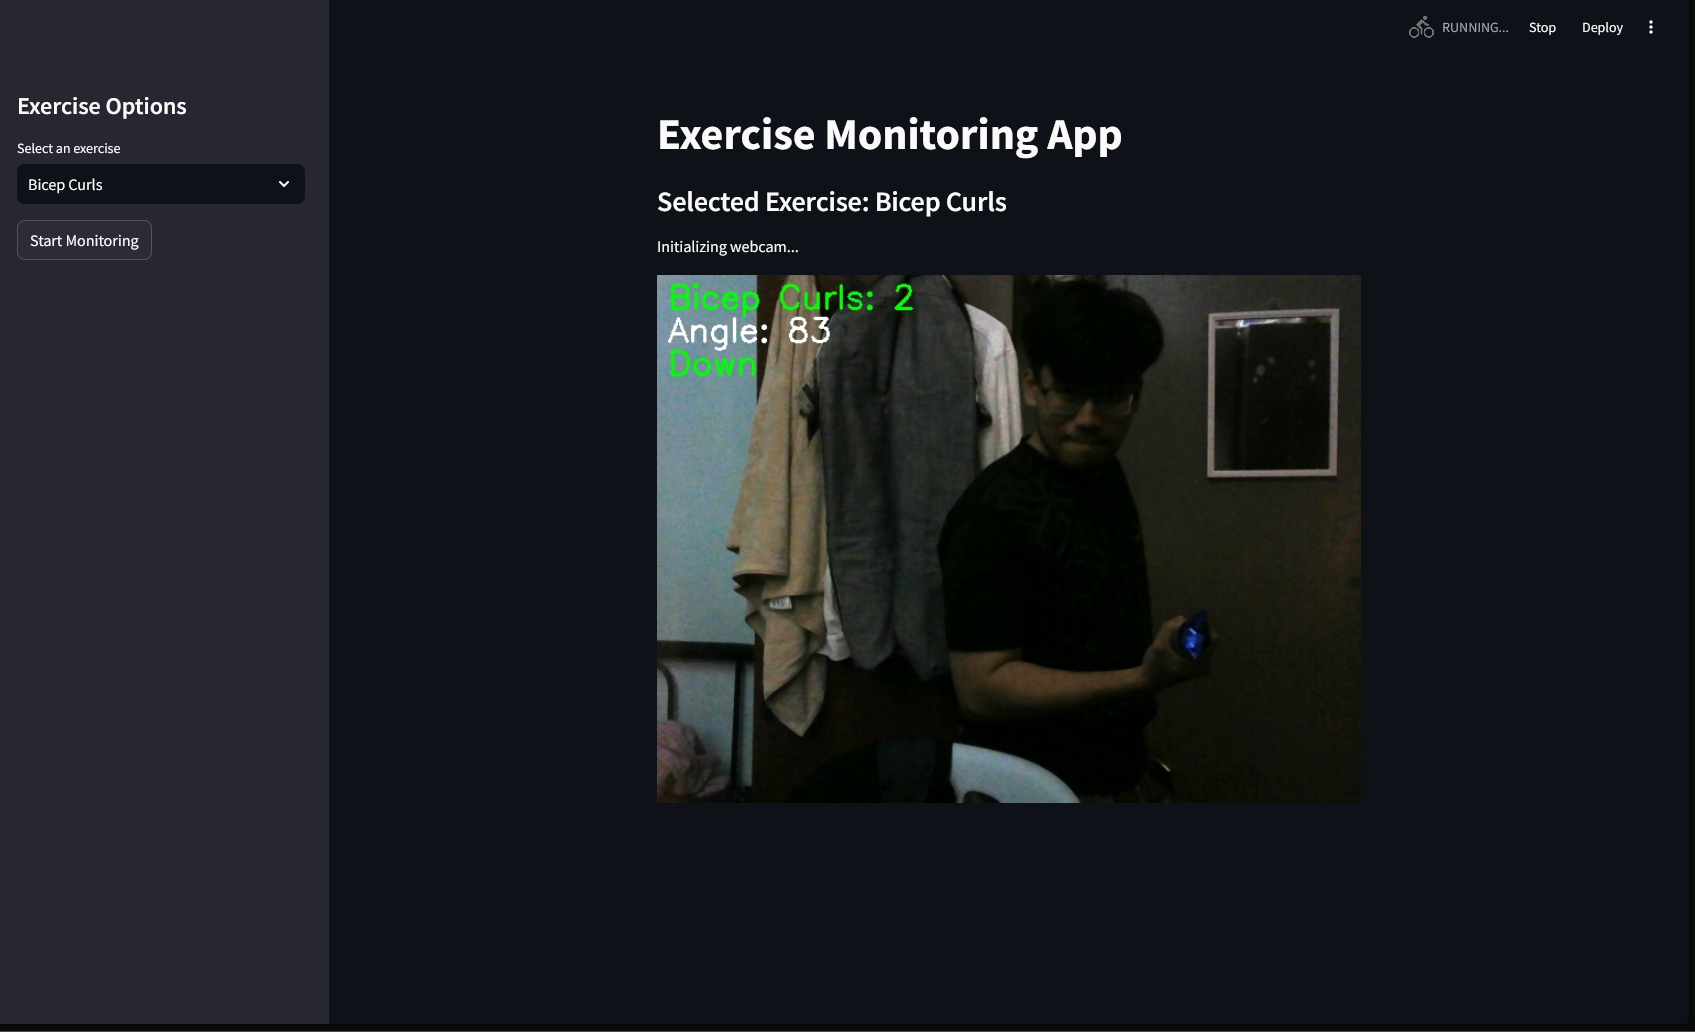 RUNNING...
Stop
Deploy
Exercise Options
Select an exercise
Bicep Curls
Start Monitoring
Exercise Monitoring App
Selected Exercise: Bicep Curls
Initializing webcam...
Bicep Curls: 2
Angle: 83
Down